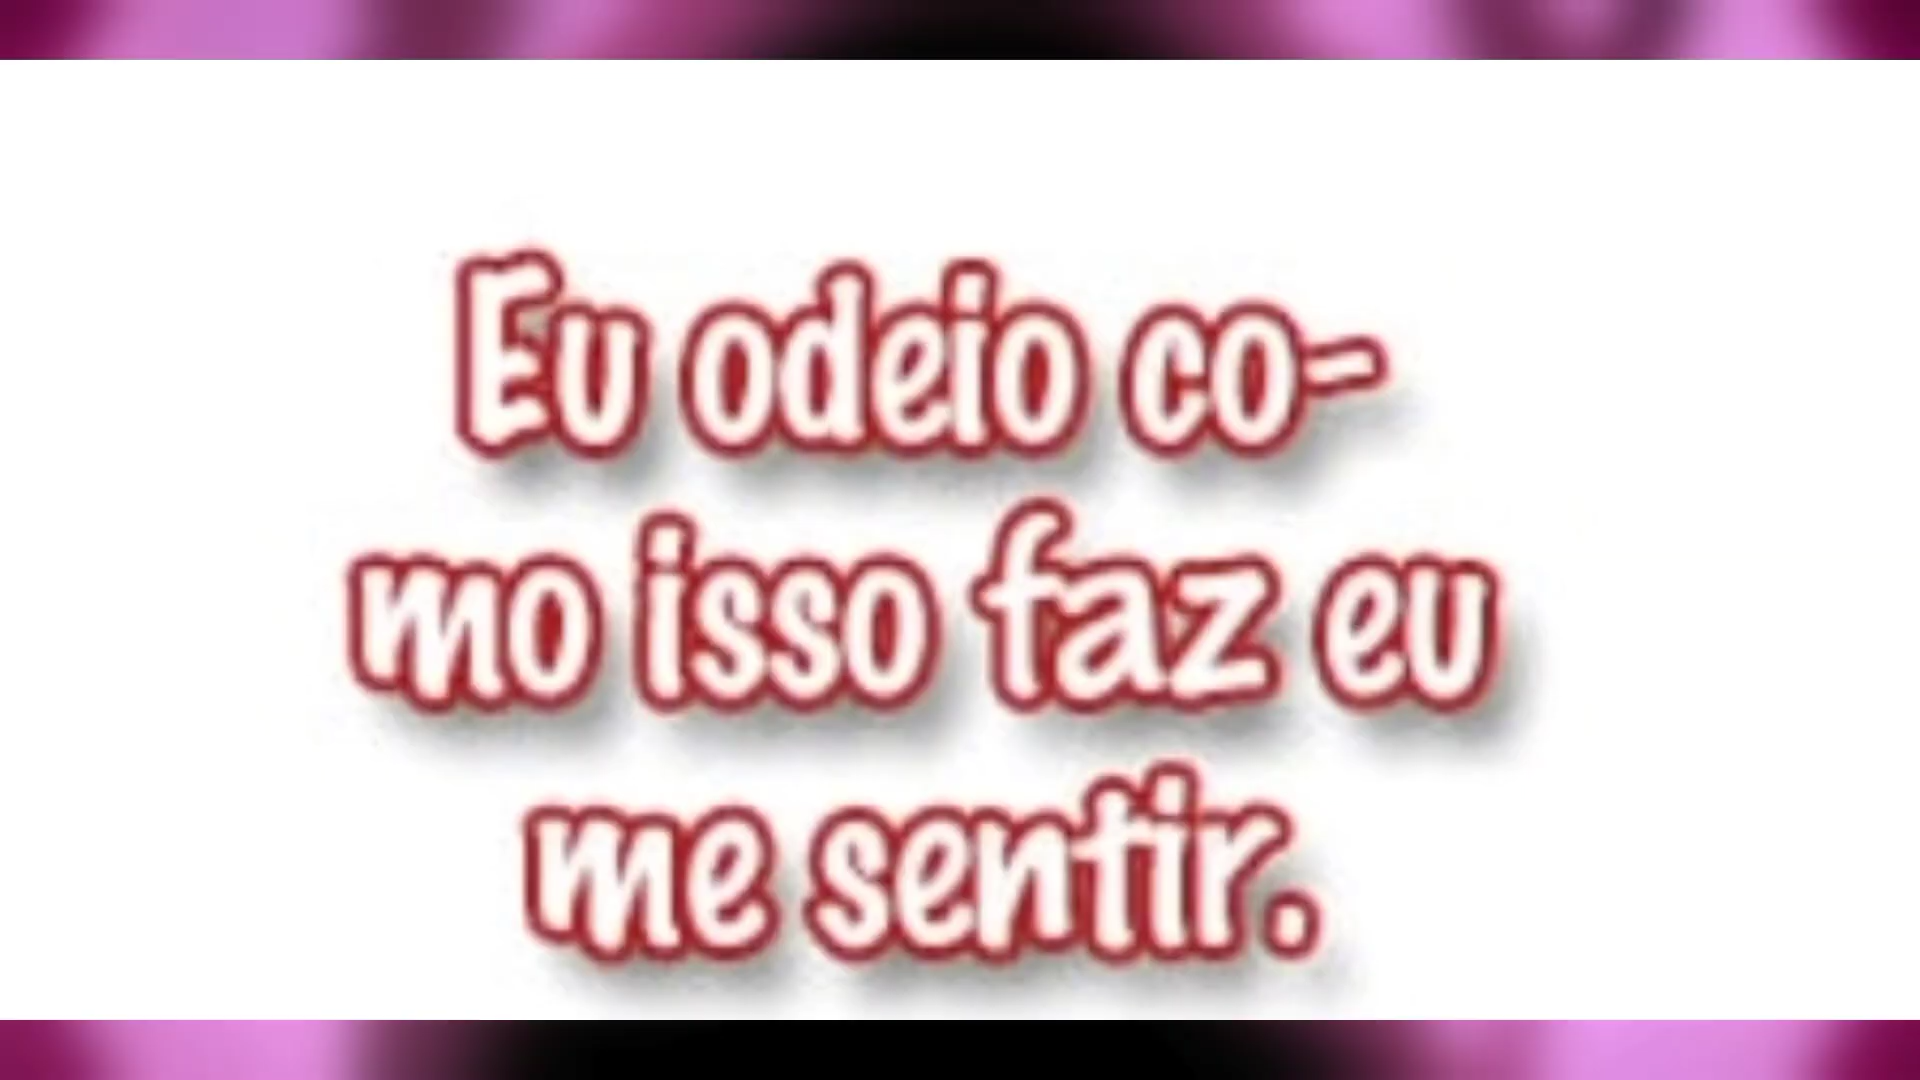 Eu odeio co-
mo isso faz eu
me sentir.